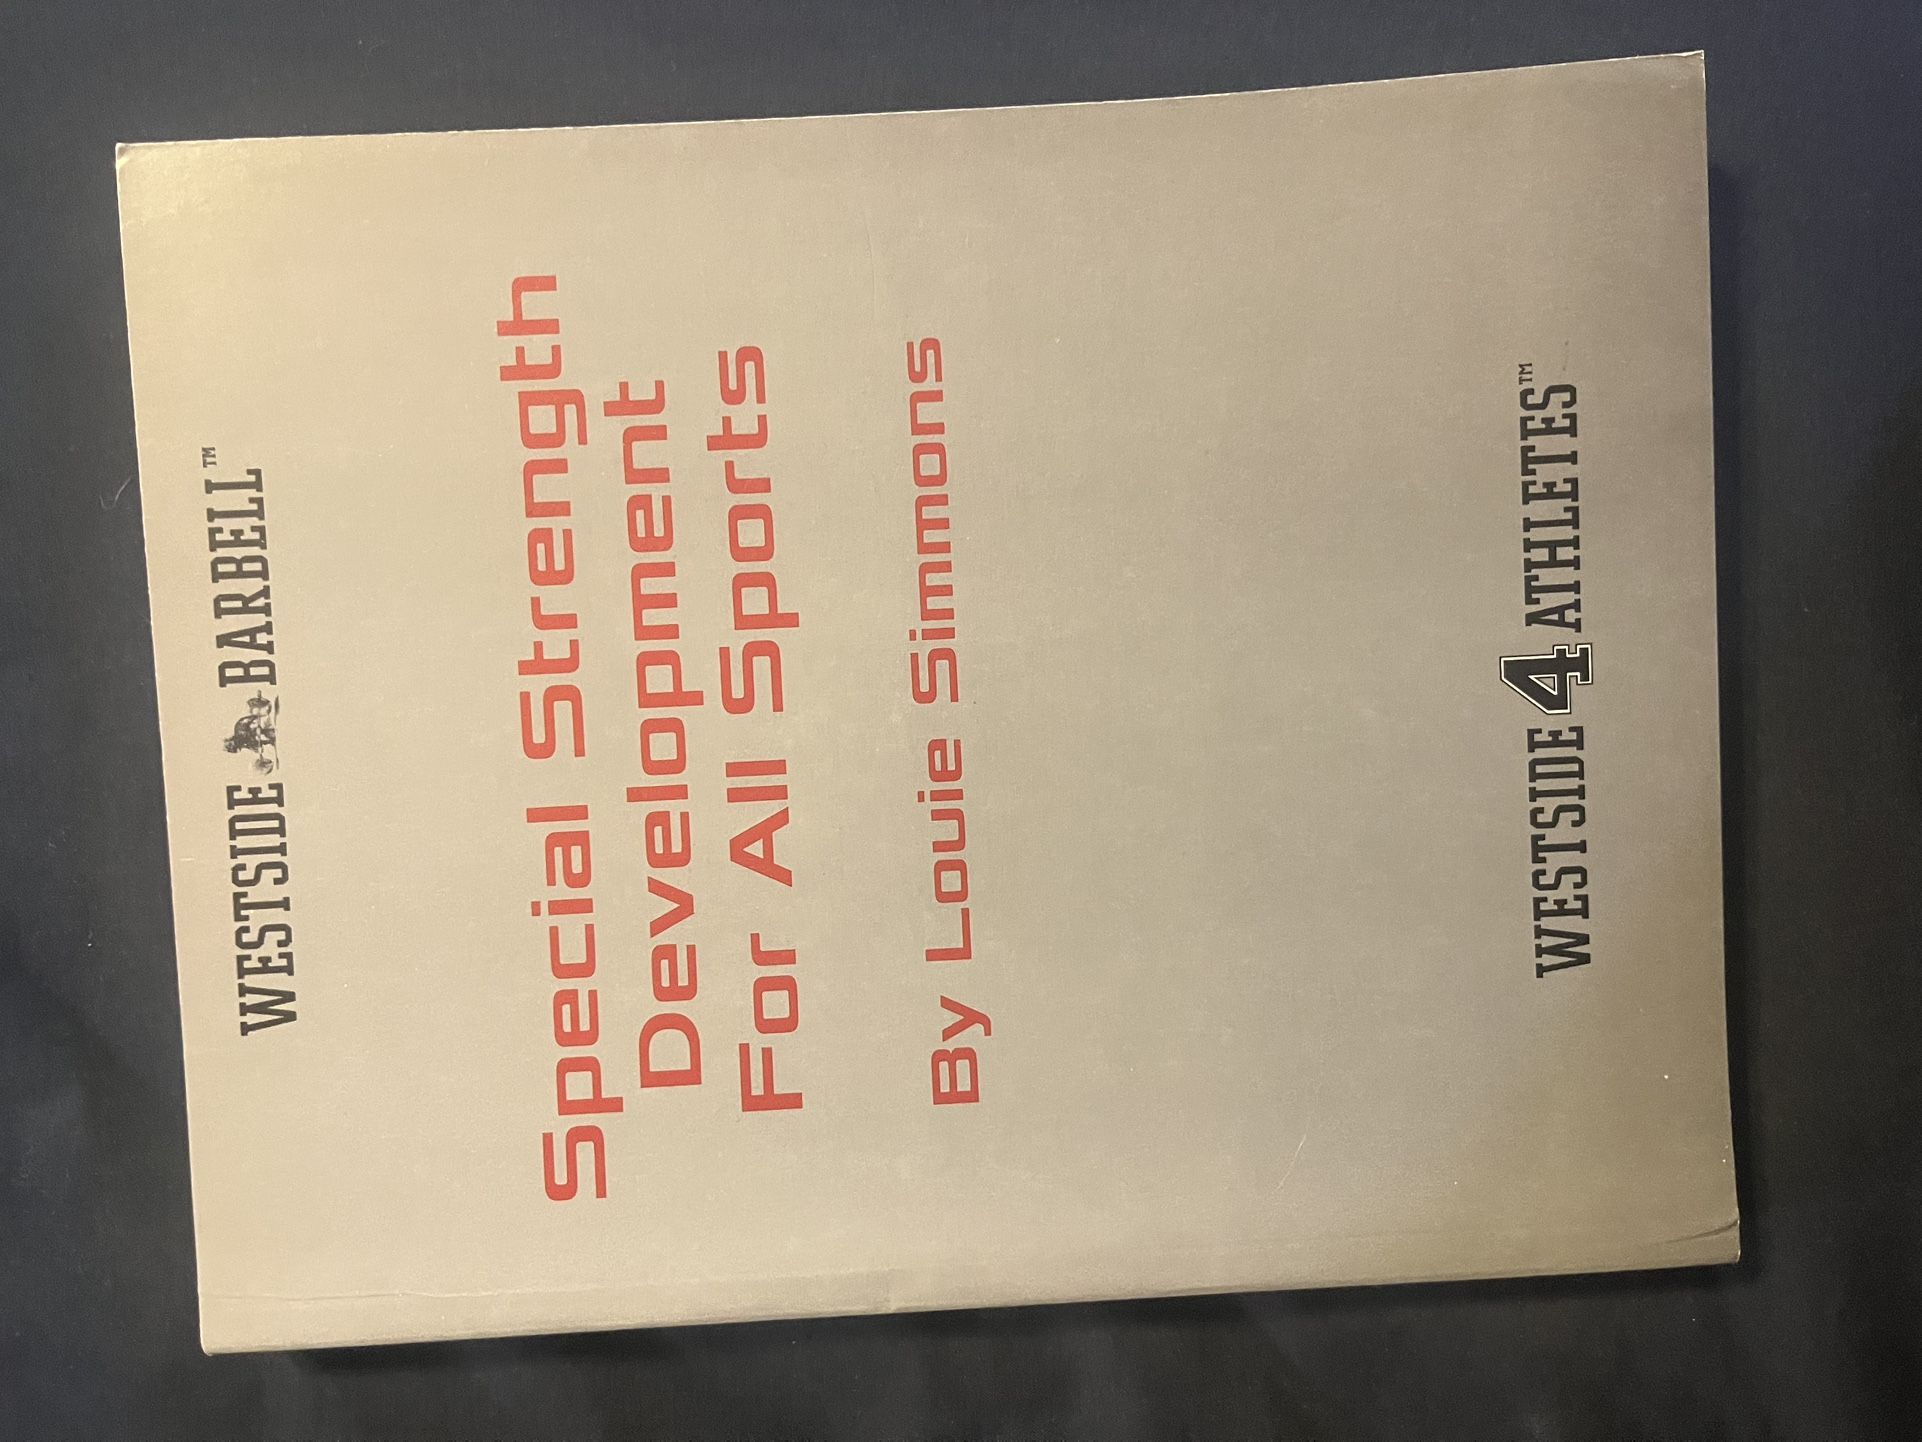 WESTSIDE BARBELL™
Special Strength
Development
For All Sports
By Louie Simmons
WESTSIDE 4 ATHLETES™